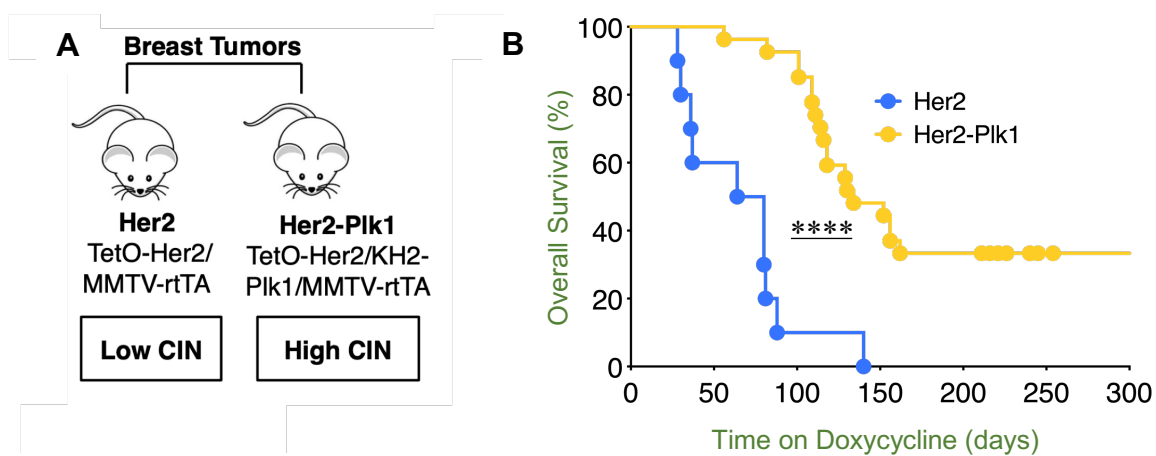 A
Breast Tumors
Her2
TetO-Her2/
MMTV-rtTA
Low CIN
Her2-Plk1
TetO-Her2/KH2-
Plk1/MMTV-rtTA
High CIN
B
Overall Survival (%)
100
80
60
40
20
0
Her2
Her2-Plk1
****
0 50 100 150 200 250 300
Time on Doxycycline (days)